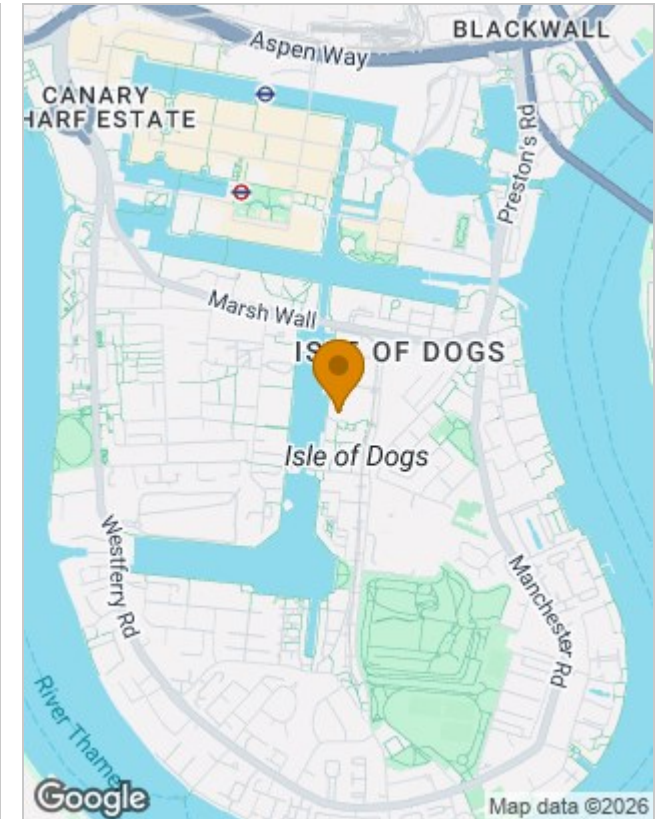 Aspen Way
BLACKWALL
CANARY
HARF ESTATE
Preston's Rd
Marsh Wall
IS E OF DOGS
Isle of Dogs
Westferry Rd
Manchester Rd
River Thame
Google
Map data ©2026